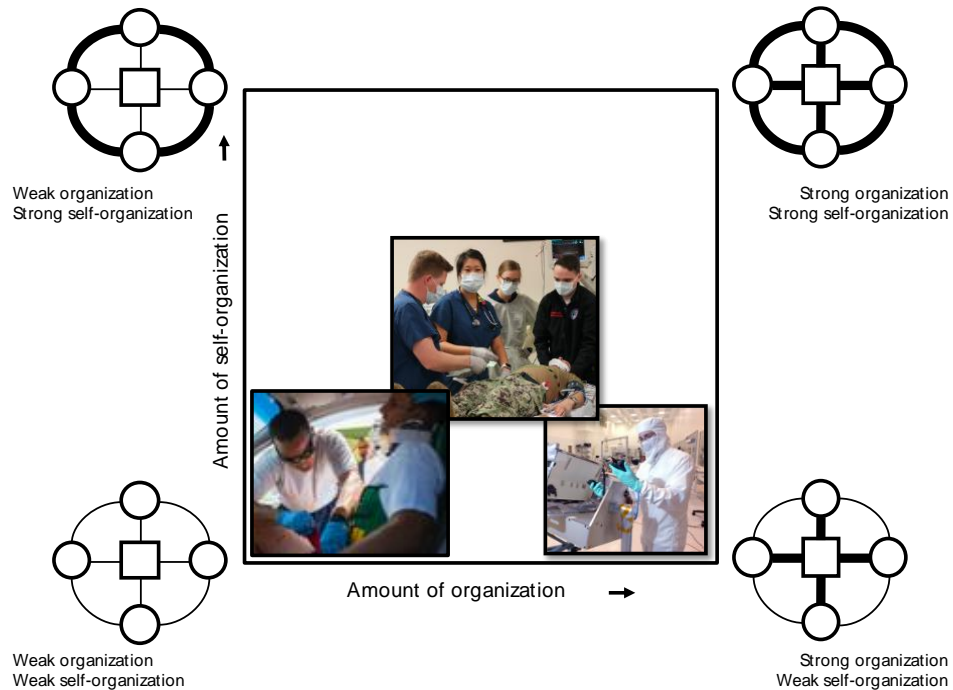 Weak organization
Strong self-organization
Strong organization
Strong self-organization
Amount of self-organization
Amount of organization
Weak organization
Weak self-organization
Strong organization
Weak self-organization